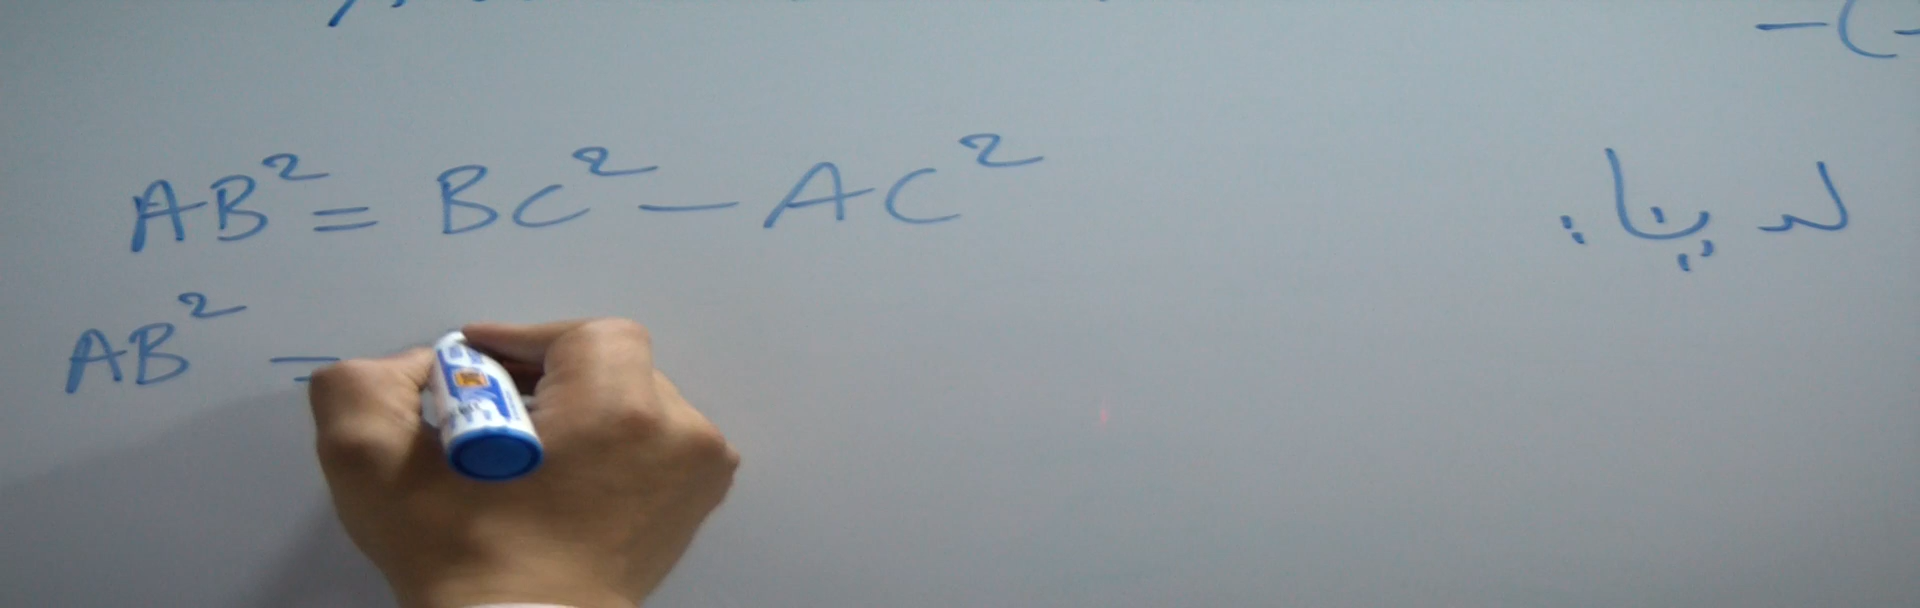 لدينا:
AB² = BC² - AC²
AB² =